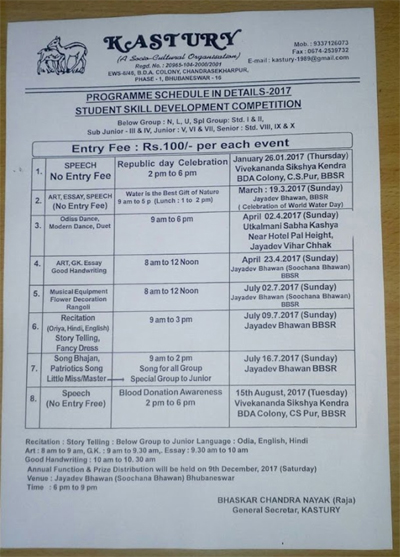 KASTURY
(A Socio-Cultural Organisation)
Regd. No.: 20965-104-2000/2001
EWS-6/46, B.D.A. COLONY, CHANDRASEKHARPUR,
PHASE - 1, BHUBANESWAR - 16
Mob. : 9337126073
Fax : 0674-2539732
E-mail : kastury-1989@gmail.com
PROGRAMME SCHEDULE IN DETAILS-2017
STUDENT SKILL DEVELOPMENT COMPETITION
Below Group : N, L, U, Spl Group: Std. I & II,
Sub Junior - III & IV, Junior : V, VI & VII, Senior : Std. VIII, IX & X
Entry Fee : Rs.100/- per each event
1. SPEECH
No Entry Fee
Republic day Celebration
2 pm to 6 pm
January 26.01.2017 (Thursday)
Vivekananda Sikshya Kendra
BDA Colony, C.S.Pur, BBSR
2. ART, ESSAY, SPEECH
(No Entry Fee)
Water is the Best Gift of Nature
9 am to 5 p (Lunch : 1 to 2 pm)
March : 19.3.2017 (Sunday)
Jayadev Bhawan, BBSR
( Celebration of World Water Day)
3. Odissi Dance,
Modern Dance, Duet
9 am to 6 pm
April 02.4.2017 (Sunday)
Utkalmani Sabha Kashya
Near Hotel Pal Height,
Jayadev Vihar Chhak
4. ART, GK. Essay
Good Handwriting
8 am to 12 Noon
April 23.4.2017 (Sunday)
Jayadev Bhawan (Soochana Bhawan)
BBSR
5. Musical Equipment
Flower Decoration
Rangoli
8 am to 12 Noon
July 02.7.2017 (Sunday)
Jayadev Bhawan (Soochana Bhawan)
BBSR
6. Recitation
(Oriya, Hindi, English)
Story Telling,
Fancy Dress
9 am to 3 pm
July 09.7.2017 (Sunday)
Jayadev Bhawan BBSR
7. Song Bhajan,
Patriotics Song
Little Miss/Master
9 am to 2 pm
Song for all Group
Special Group to Junior
July 16.7.2017 (Sunday)
Jayadev Bhawan BBSR
8. Speech
(No Entry Fee)
Blood Donation Awareness
2 pm to 6 pm
15th August, 2017 (Tuesday)
Vivekananda Sikshya Kendra
BDA Colony, CS Pur, BBSR
Recitation : Story Telling : Below Group to Junior Language : Odia, English, Hindi
Art : 8 am to 9 am, G.K. : 9 am to 9.30 am,. Essay : 9.30 am to 10 am
Good Handwriting : 10 am to 10. 30 am
Annual Function & Prize Distribution will be held on 9th December, 2017 (Saturday)
Venue : Jayadev Bhawan (Soochana Bhawan) Bhubaneswar
Time : 6 pm to 9 pm
BHASKAR CHANDRA NAYAK (Raja)
General Secretar, KASTURY